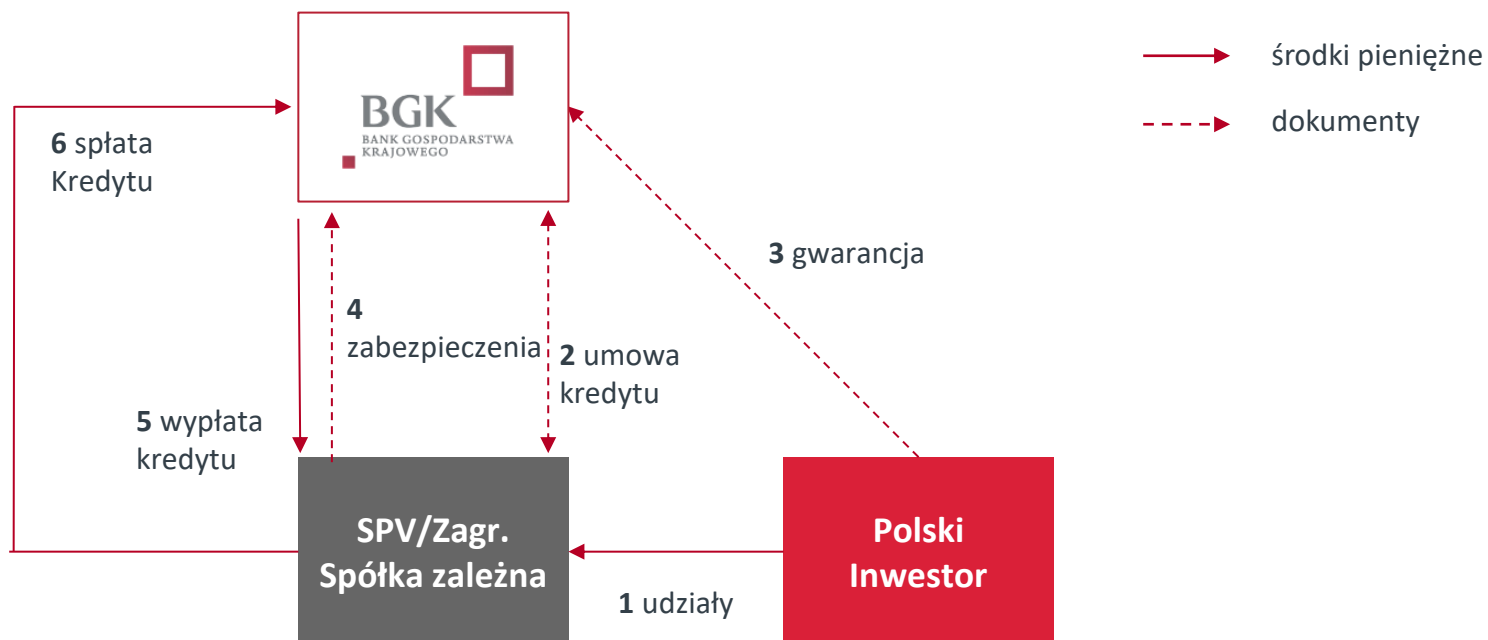 BGK
BANK GOSPODARSTWA
KRAJOWEGO
środki pieniężne
dokumenty
6 spłata
Kredytu
3 gwarancja
4
zabezpieczenia
2 umowa
kredytu
5 wypłata
kredytu
SPV/Zagr.
Spółka zależna
Polski
Inwestor
1 udziały